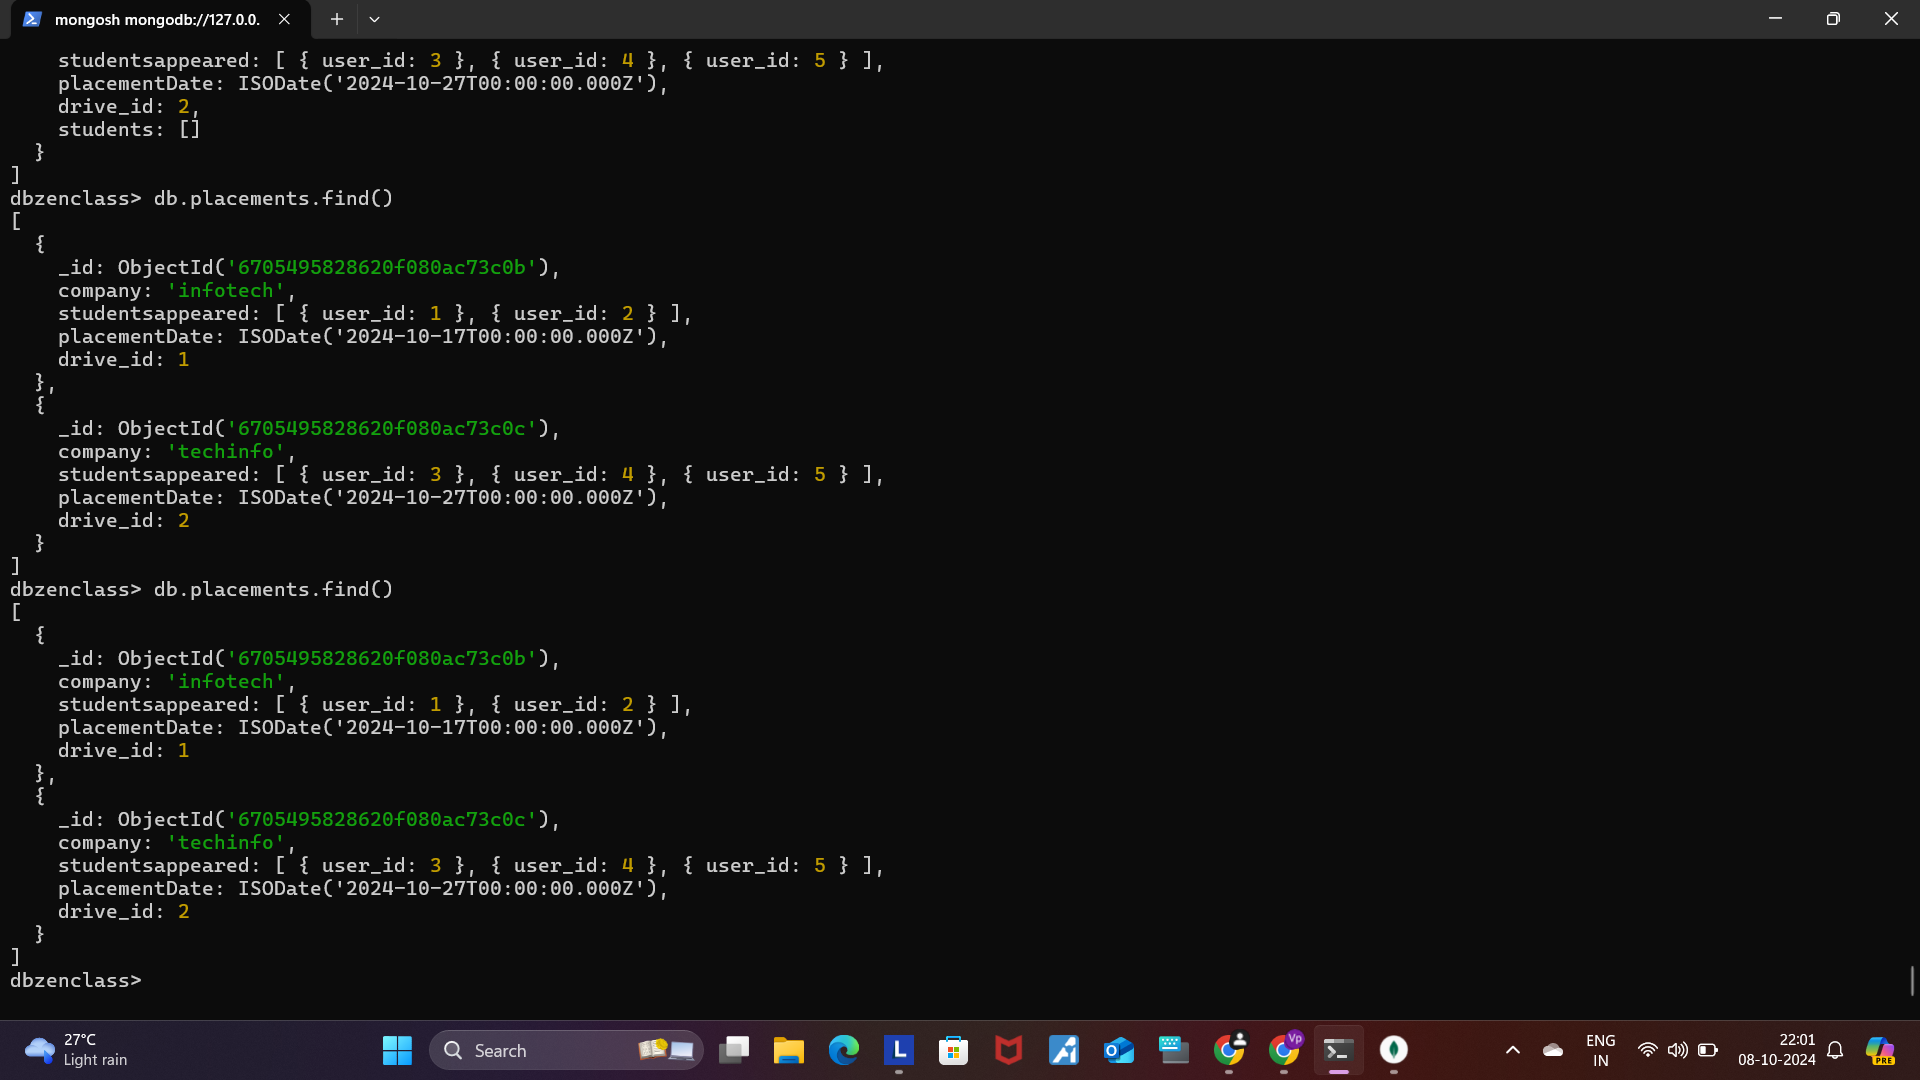 mongosh mongodb://127.0.0.
    studentsappeared: [ { user_id: 3 }, { user_id: 4 }, { user_id: 5 } ],
    placementDate: ISODate('2024-10-27T00:00:00.000Z'),
    drive_id: 2,
    students: []
  }
]
dbzenclass> db.placements.find()
[
  {
    _id: ObjectId('6705495828620f080ac73c0b'),
    company: 'infotech',
    studentsappeared: [ { user_id: 1 }, { user_id: 2 } ],
    placementDate: ISODate('2024-10-17T00:00:00.000Z'),
    drive_id: 1
  },
  {
    _id: ObjectId('6705495828620f080ac73c0c'),
    company: 'techinfo',
    studentsappeared: [ { user_id: 3 }, { user_id: 4 }, { user_id: 5 } ],
    placementDate: ISODate('2024-10-27T00:00:00.000Z'),
    drive_id: 2
  }
]
dbzenclass> db.placements.find()
[
  {
    _id: ObjectId('6705495828620f080ac73c0b'),
    company: 'infotech',
    studentsappeared: [ { user_id: 1 }, { user_id: 2 } ],
    placementDate: ISODate('2024-10-17T00:00:00.000Z'),
    drive_id: 1
  },
  {
    _id: ObjectId('6705495828620f080ac73c0c'),
    company: 'techinfo',
    studentsappeared: [ { user_id: 3 }, { user_id: 4 }, { user_id: 5 } ],
    placementDate: ISODate('2024-10-27T00:00:00.000Z'),
    drive_id: 2
  }
]
dbzenclass>
27°C
Light rain
Search
L
Vp
ENG
IN
22:01
08-10-2024
PRE